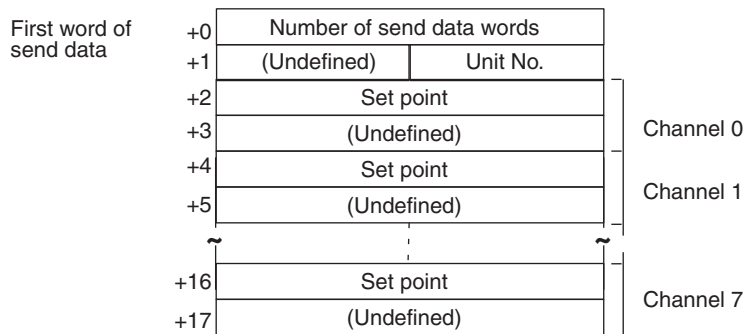 First word of
send data
+0 Number of send data words
+1 (Undefined) Unit No.
+2 Set point
+3 (Undefined)
Channel 0
+4 Set point
+5 (Undefined)
Channel 1
~ ~
+16 Set point
+17 (Undefined)
Channel 7